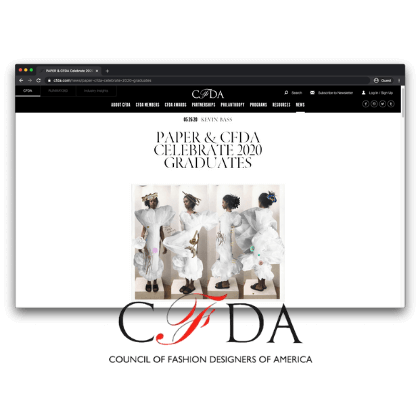 PAPER & CFDA Celebrate 2020
cfda.com/news/paper-cfda-celebrate-2020-graduates
Guest
CFDA
CFDA
Search
Subscribe to Newsletter
Log In / Sign Up
ABOUT CFDA
CFDA MEMBERS
CFDA AWARDS
PARTNERSHIPS
PHILANTHROPY
PROGRAMS
RESOURCES
NEWS
05.26.20 KEVIN BASS
PAPER & CFDA
CELEBRATE 2020
GRADUATES
CFDA
COUNCIL OF FASHION DESIGNERS OF AMERICA